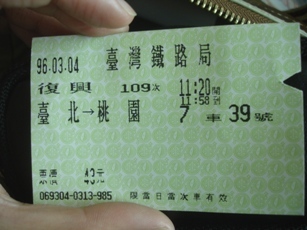 96.03.04 臺灣鐵路局
復興 109次 11:20開
11:58到
臺北→桃園 7車39號
票價 43元
069304-0313-985 限當日當次車有效